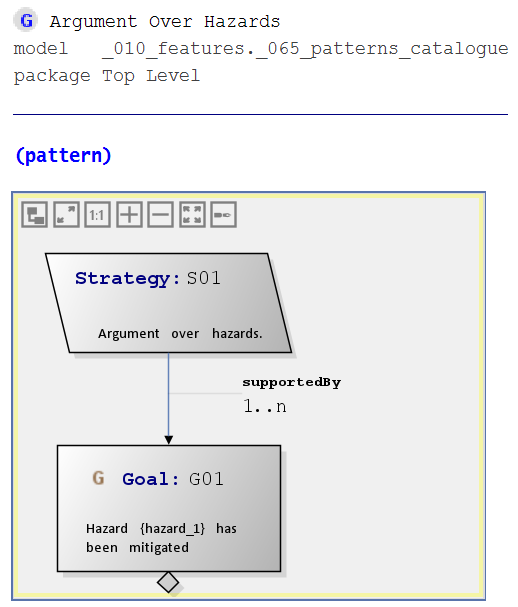 G Argument Over Hazards
model _010_features._065_patterns_catalogue
package Top Level
(pattern)
1:1
Strategy: S01
Argument over hazards.
supportedBy
1..n
G Goal: G01
Hazard {hazard_1} has
been mitigated